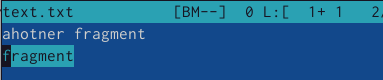 text.txt [BM--] 0 L:[ 1+ 1 2/
ahotner fragment
fragment